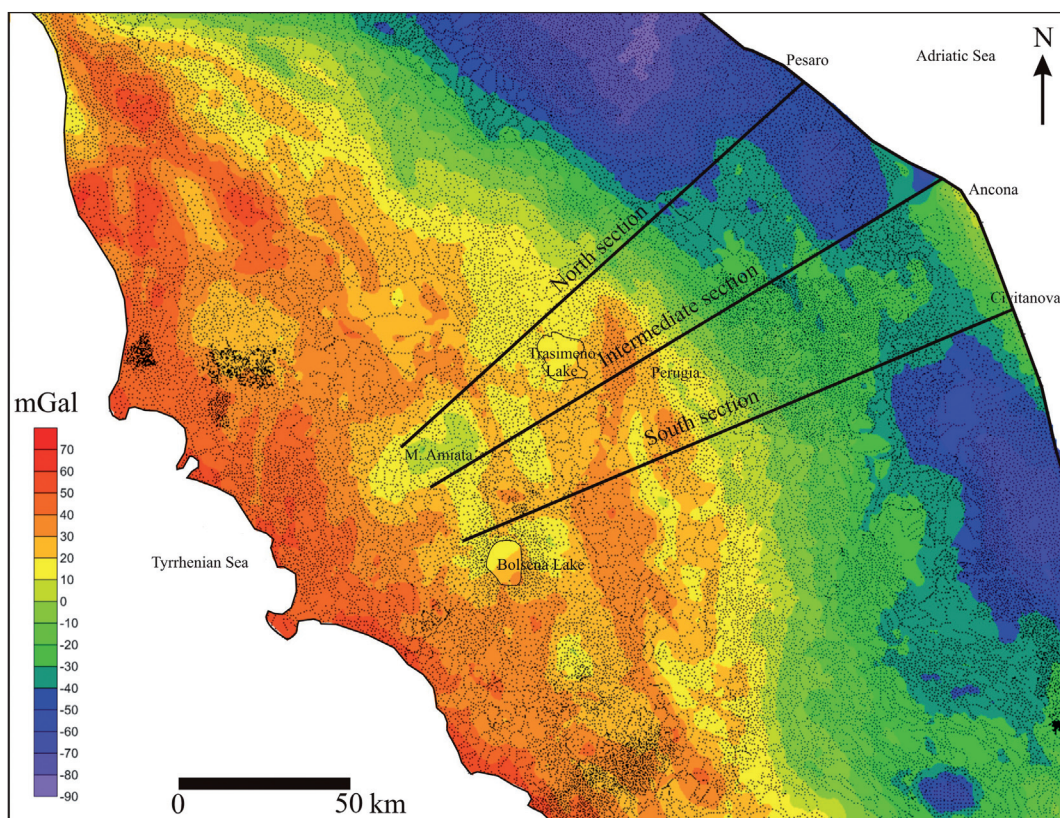 Pesaro
Adriatic Sea
N
Ancona
North section
Intermediate section
Civitanova
Trasimeno
Lake
Perugia
South section
mGal
M. Amiata
Tyrrhenian Sea
Bolsena Lake
70
60
50
40
30
20
10
0
-10
-20
-30
-40
-50
-60
-70
-80
-90
0
50 km